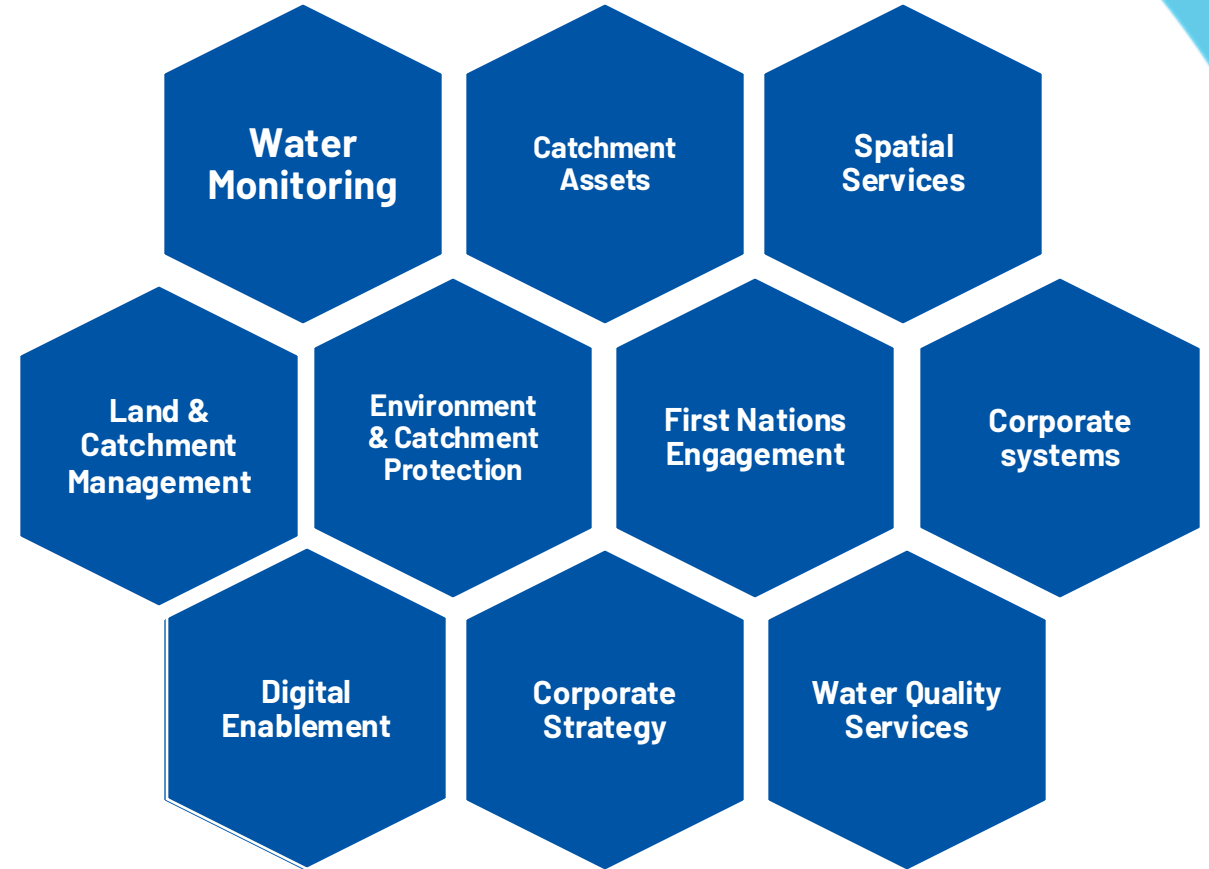 Water
Monitoring
Catchment
Assets
Spatial
Services
Land &
Catchment
Management
Environment
& Catchment
Protection
First Nations
Engagement
Corporate
systems
Digital
Enablement
Corporate
Strategy
Water Quality
Services